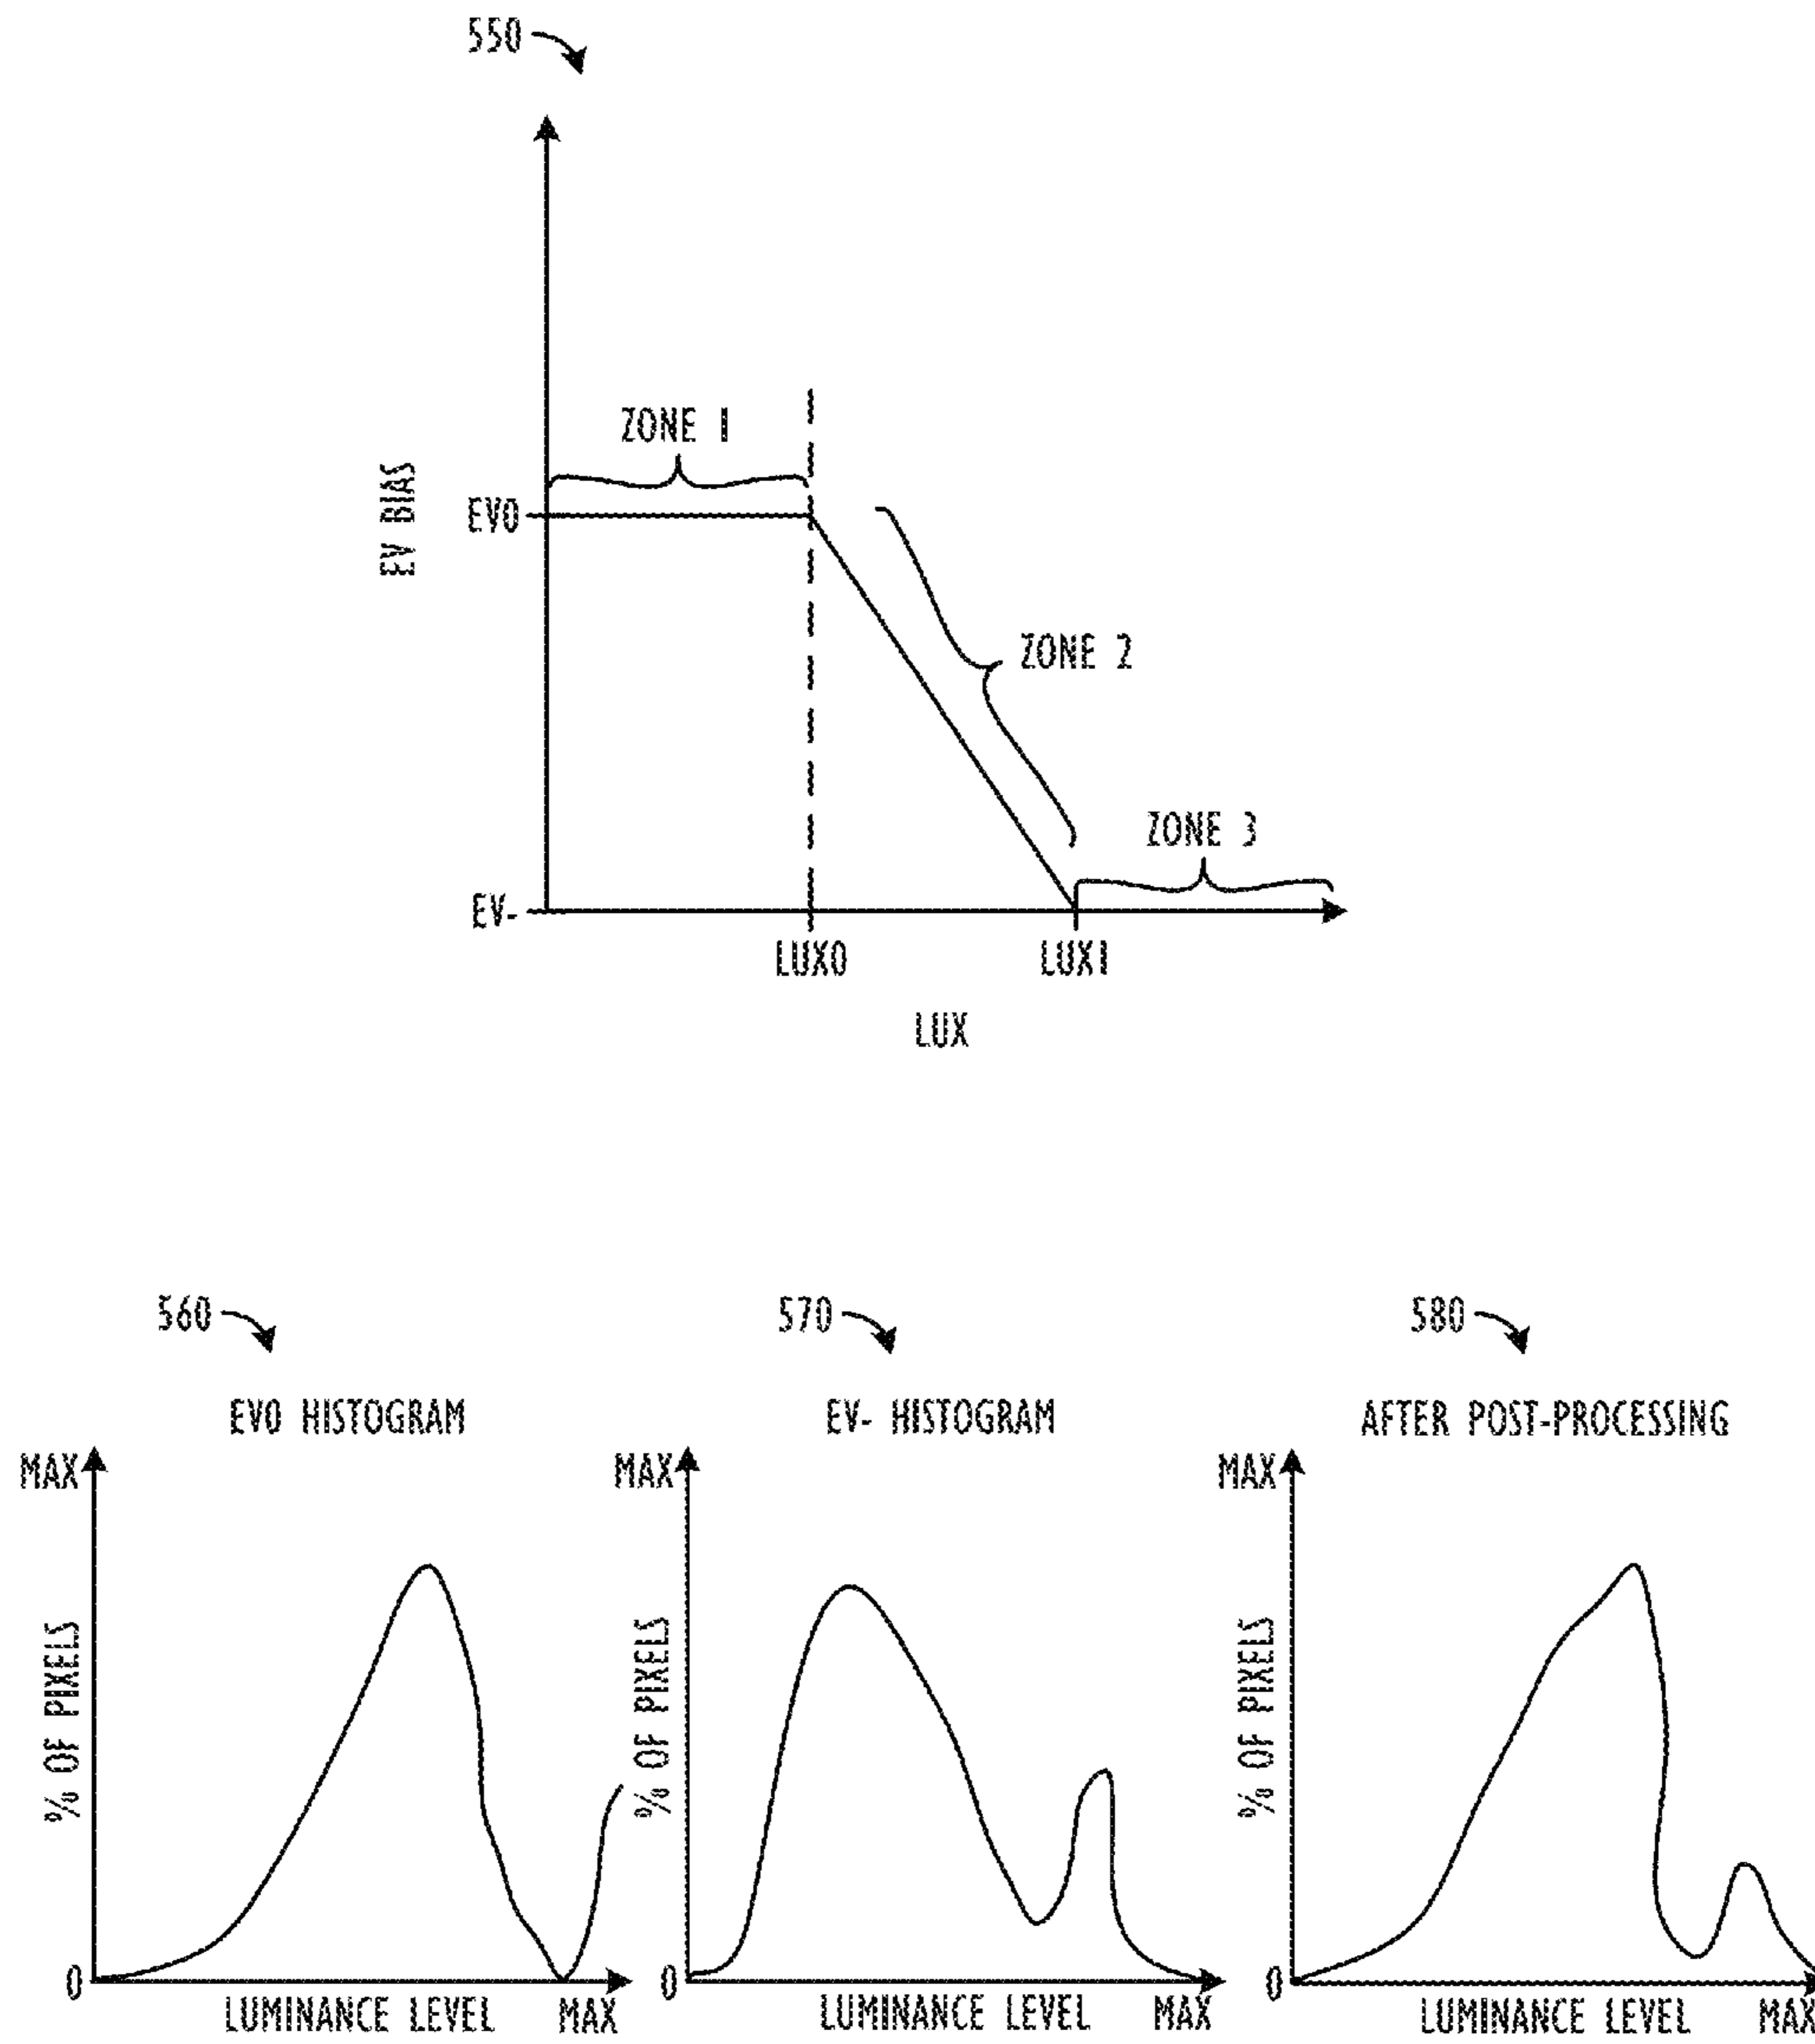 550
ZONE 1
EV BIAS
EV0
ZONE 2
ZONE 3
EV-
LUX0
LUX1
LUX
560
570
580
EV0 HISTOGRAM
EV- HISTOGRAM
AFTER POST-PROCESSING
MAX
MAX
MAX
% OF PIXELS
% OF PIXELS
% OF PIXELS
0
0
0
LUMINANCE LEVEL
MAX
LUMINANCE LEVEL
MAX
LUMINANCE LEVEL
MAX